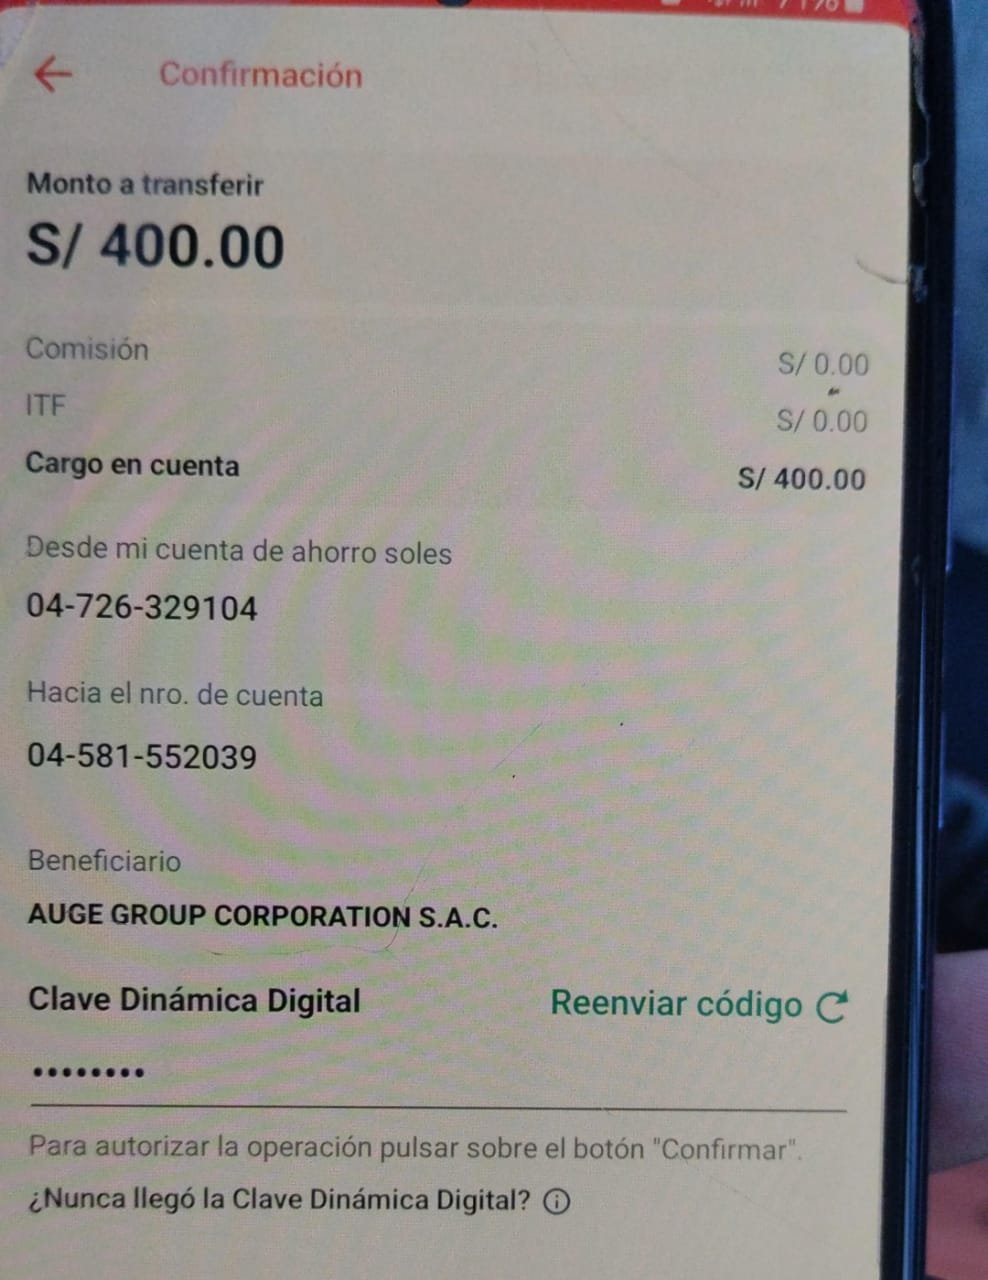 Confirmación
Monto a transferir
S/ 400.00
Comisión S/ 0.00
ITF S/ 0.00
Cargo en cuenta S/ 400.00
Desde mi cuenta de ahorro soles
04-726-329104
Hacia el nro. de cuenta
04-581-552039
Beneficiario
AUGE GROUP CORPORATION S.A.C.
Clave Dinámica Digital Reenviar código
••••••••
Para autorizar la operación pulsar sobre el botón "Confirmar".
¿Nunca llegó la Clave Dinámica Digital?